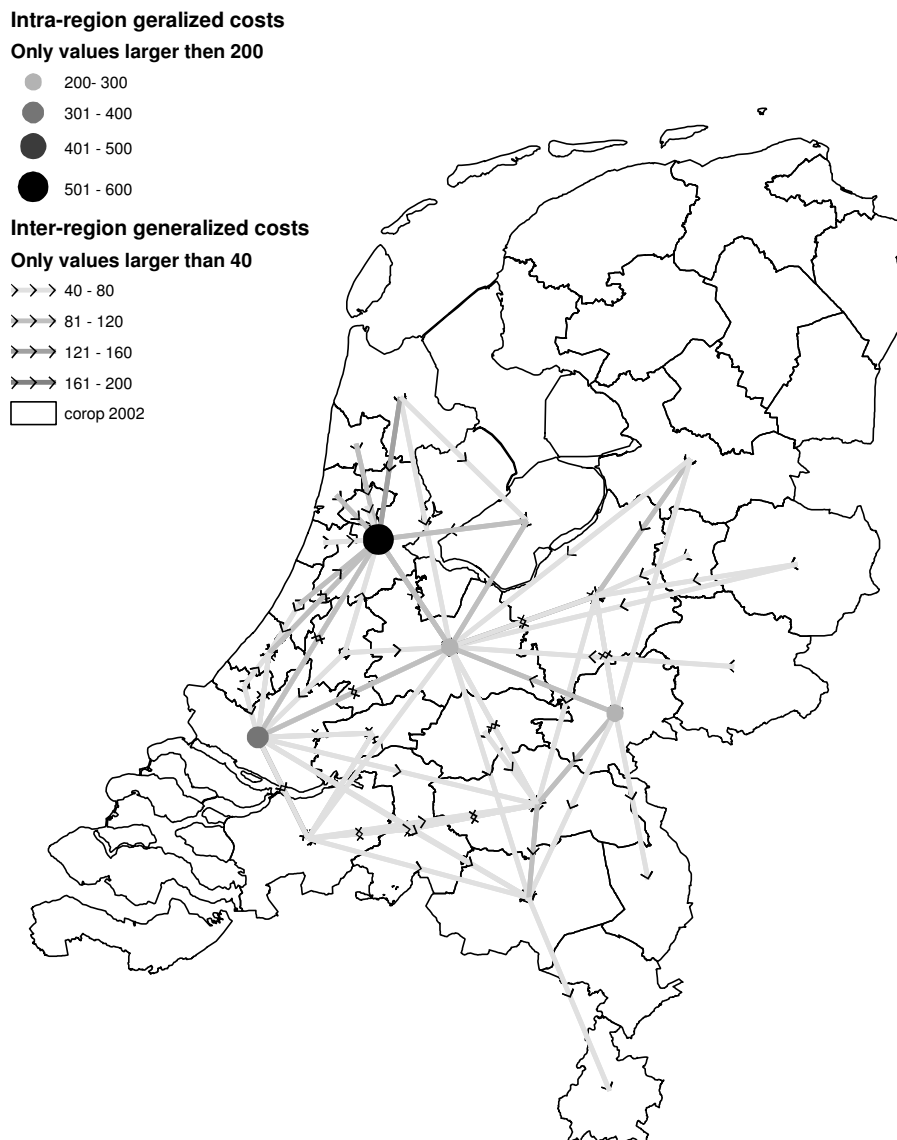 Intra-region geralized costs
Only values larger then 200
200- 300
301 - 400
401 - 500
501 - 600
Inter-region generalized costs
Only values larger than 40
40 - 80
81 - 120
121 - 160
161 - 200
corop 2002